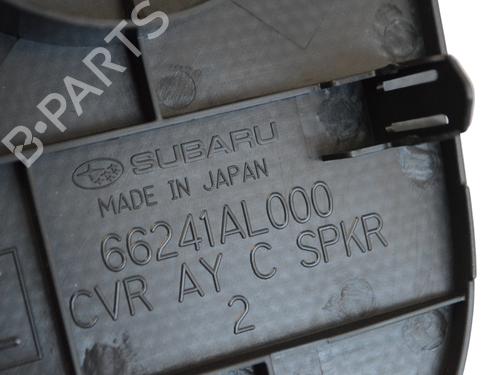 B-PARTS
SUBARU
MADE IN JAPAN
66241AL000
CVR AY C SPKR
2